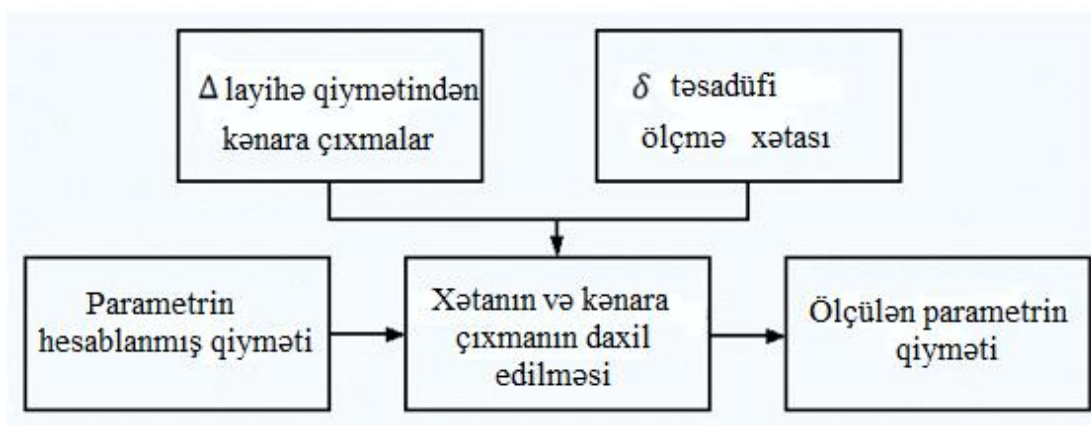 Δ layihə qiymətindən
kənara çıxmalar
δ təsadüfi
ölçmə xətası
Parametrin
hesablanmış qiyməti
Xətanın və kənara
çıxmanın daxil
edilməsi
Ölçülən parametrin
qiyməti